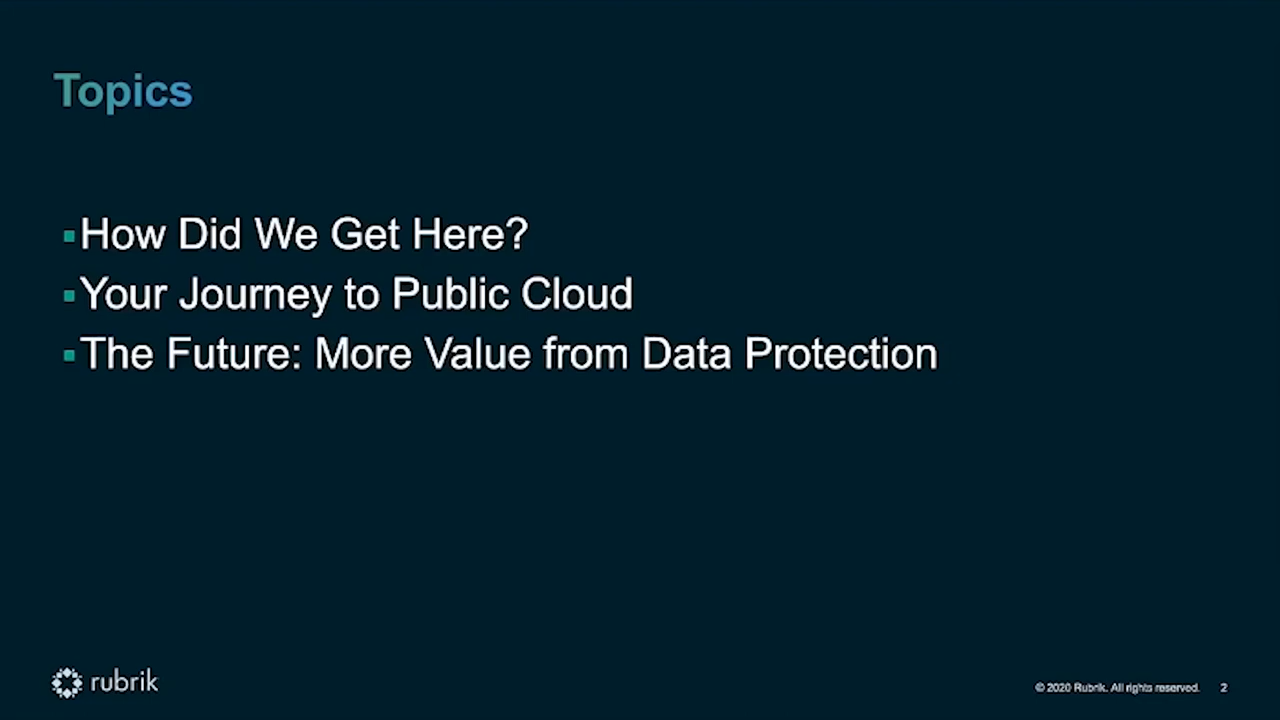 Topics
How Did We Get Here?
Your Journey to Public Cloud
The Future: More Value from Data Protection
rubrik
© 2020 Rubrik. All rights reserved. 2